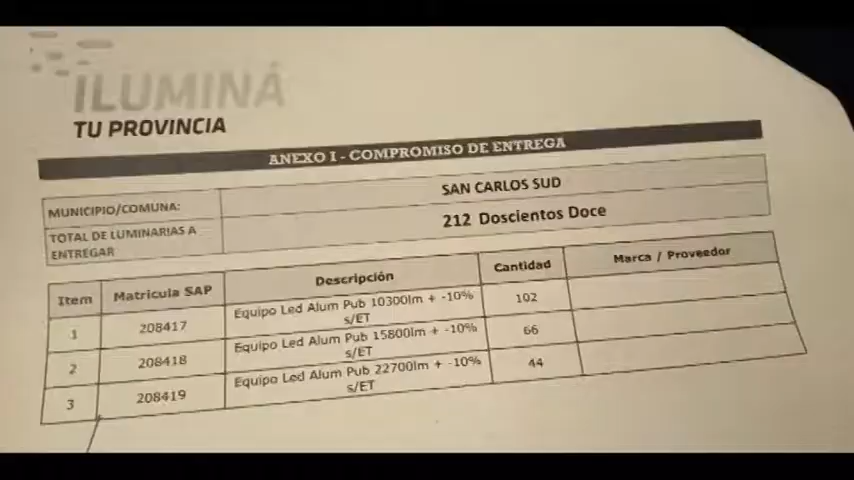 ILUMINÁ
TU PROVINCIA
ANEXO I - COMPROMISO DE ENTREGA
MUNICIPIO/COMUNA: SAN CARLOS SUD
TOTAL DE LUMINARIAS A
ENTREGAR
212 Doscientos Doce
Item Matricula SAP Descripción Cantidad Marca / Proveedor
1 208417 Equipo Led Alum Pub 10300lm + -10%
s/ET
102
2 208418 Equipo Led Alum Pub 15800lm + -10%
s/ET
66
3 208419 Equipo Led Alum Pub 22700lm + -10%
s/ET
44